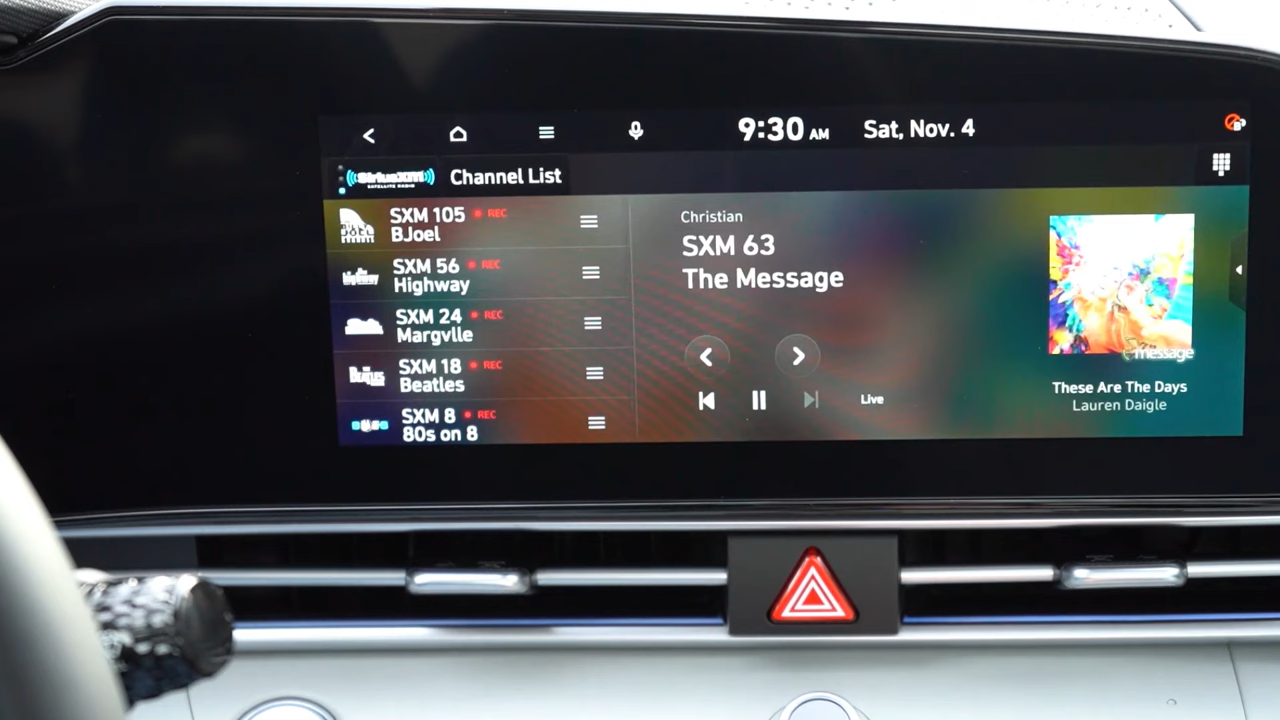 9:30 AM Sat, Nov. 4
SiriusXM Channel List
SATELLITE RADIO
SXM 105 REC
BJoel
SXM 56 REC
Highway
SXM 24 REC
Margvlle
SXM 18 REC
Beatles
SXM 8 REC
80s on 8
Christian
SXM 63
The Message
Live
message
These Are The Days
Lauren Daigle